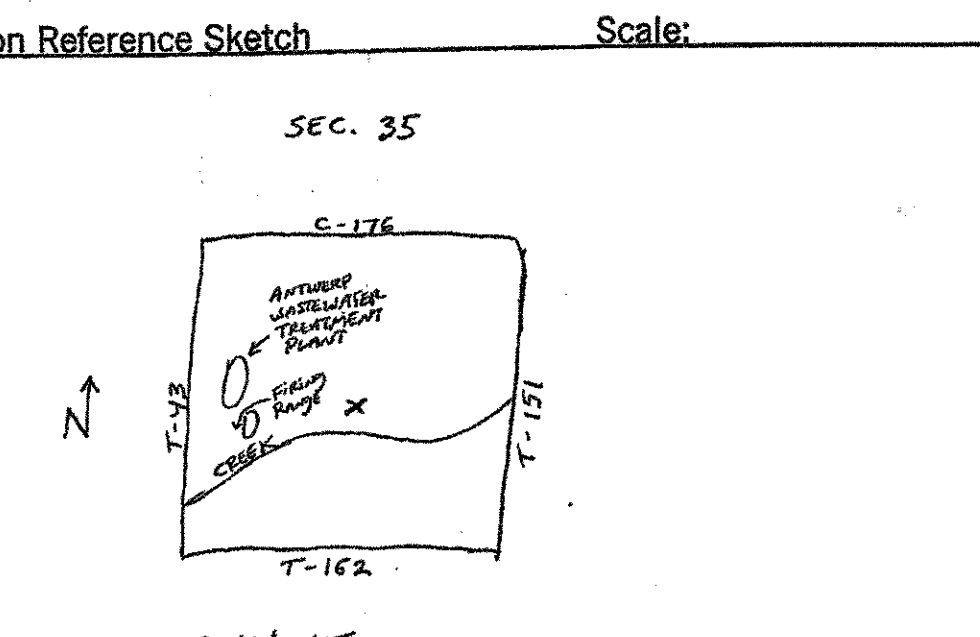 on Reference Sketch Scale:
SEC. 35
C-176
ANTWERP
WASTEWATER
TREATMENT
PLANT
FIRING
RANGE
T-43
T-151
N
CREEK
X
T-162